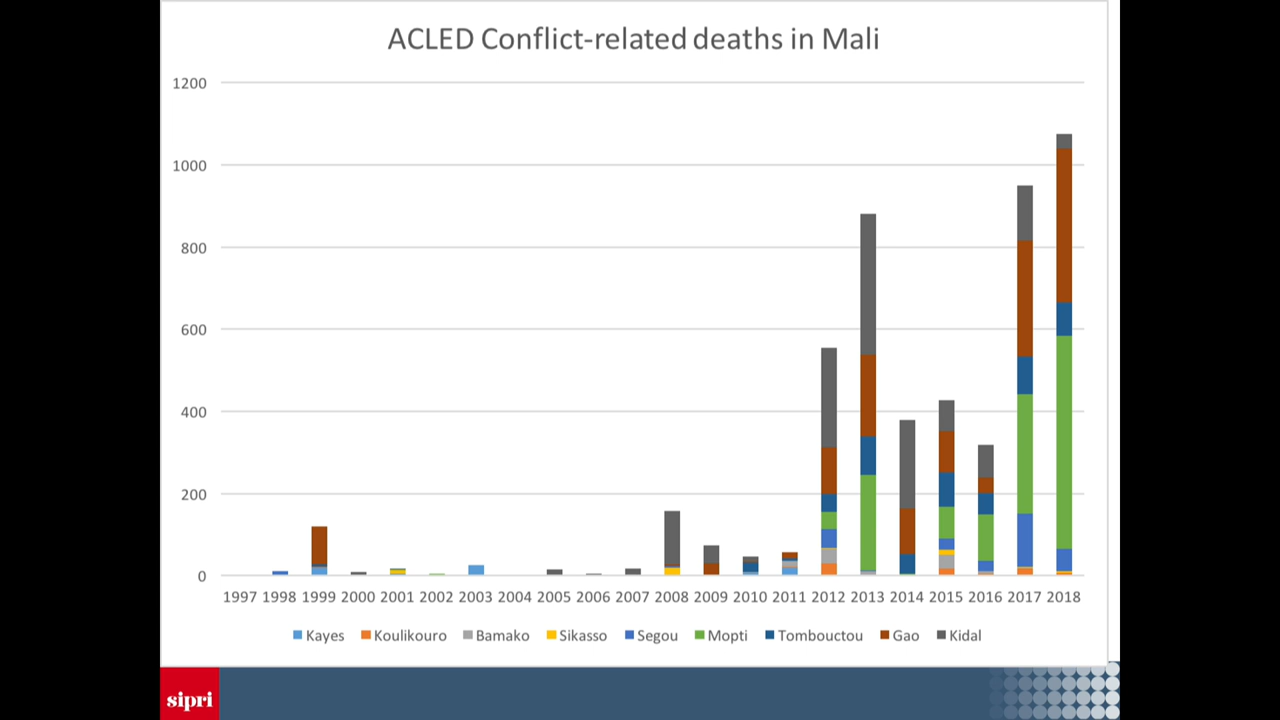 ACLED Conflict-related deaths in Mali
1200
1000
800
600
400
200
0
1997 1998 1999 2000 2001 2002 2003 2004 2005 2006 2007 2008 2009 2010 2011 2012 2013 2014 2015 2016 2017 2018
Kayes Koulikouro Bamako Sikasso Segou Mopti Tombouctou Gao Kidal
sipri